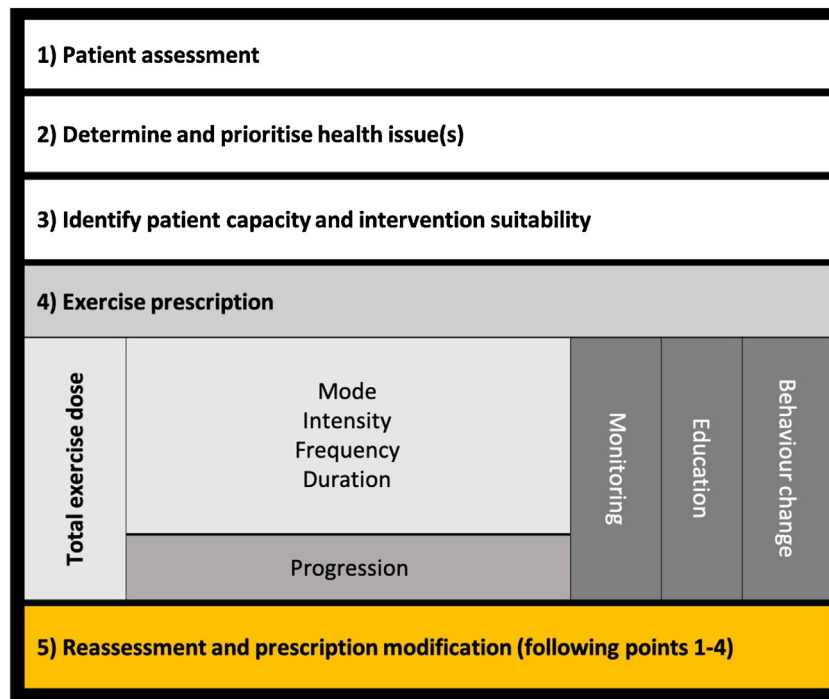 1) Patient assessment
2) Determine and prioritise health issue(s)
3) Identify patient capacity and intervention suitability
4) Exercise prescription
Total exercise dose
Mode
Intensity
Frequency
Duration
Progression
Monitoring
Education
Behaviour change
5) Reassessment and prescription modification (following points 1-4)